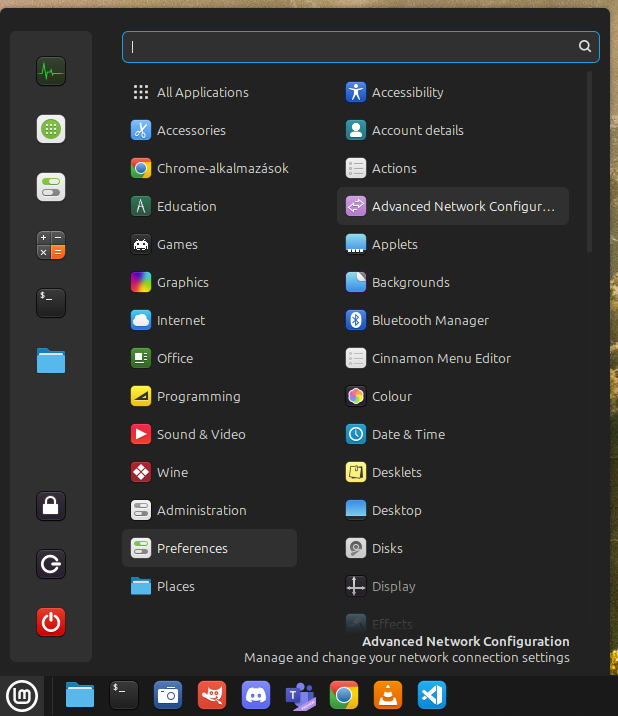 All Applications
Accessories
Chrome-alkalmazások
Education
Games
Graphics
Internet
Office
Programming
Sound & Video
Wine
Administration
Preferences
Places
Accessibility
Account details
Actions
Advanced Network Configur...
Applets
Backgrounds
Bluetooth Manager
Cinnamon Menu Editor
Colour
Date & Time
Desklets
Desktop
Disks
Display
Effects
Advanced Network Configuration
Manage and change your network connection settings